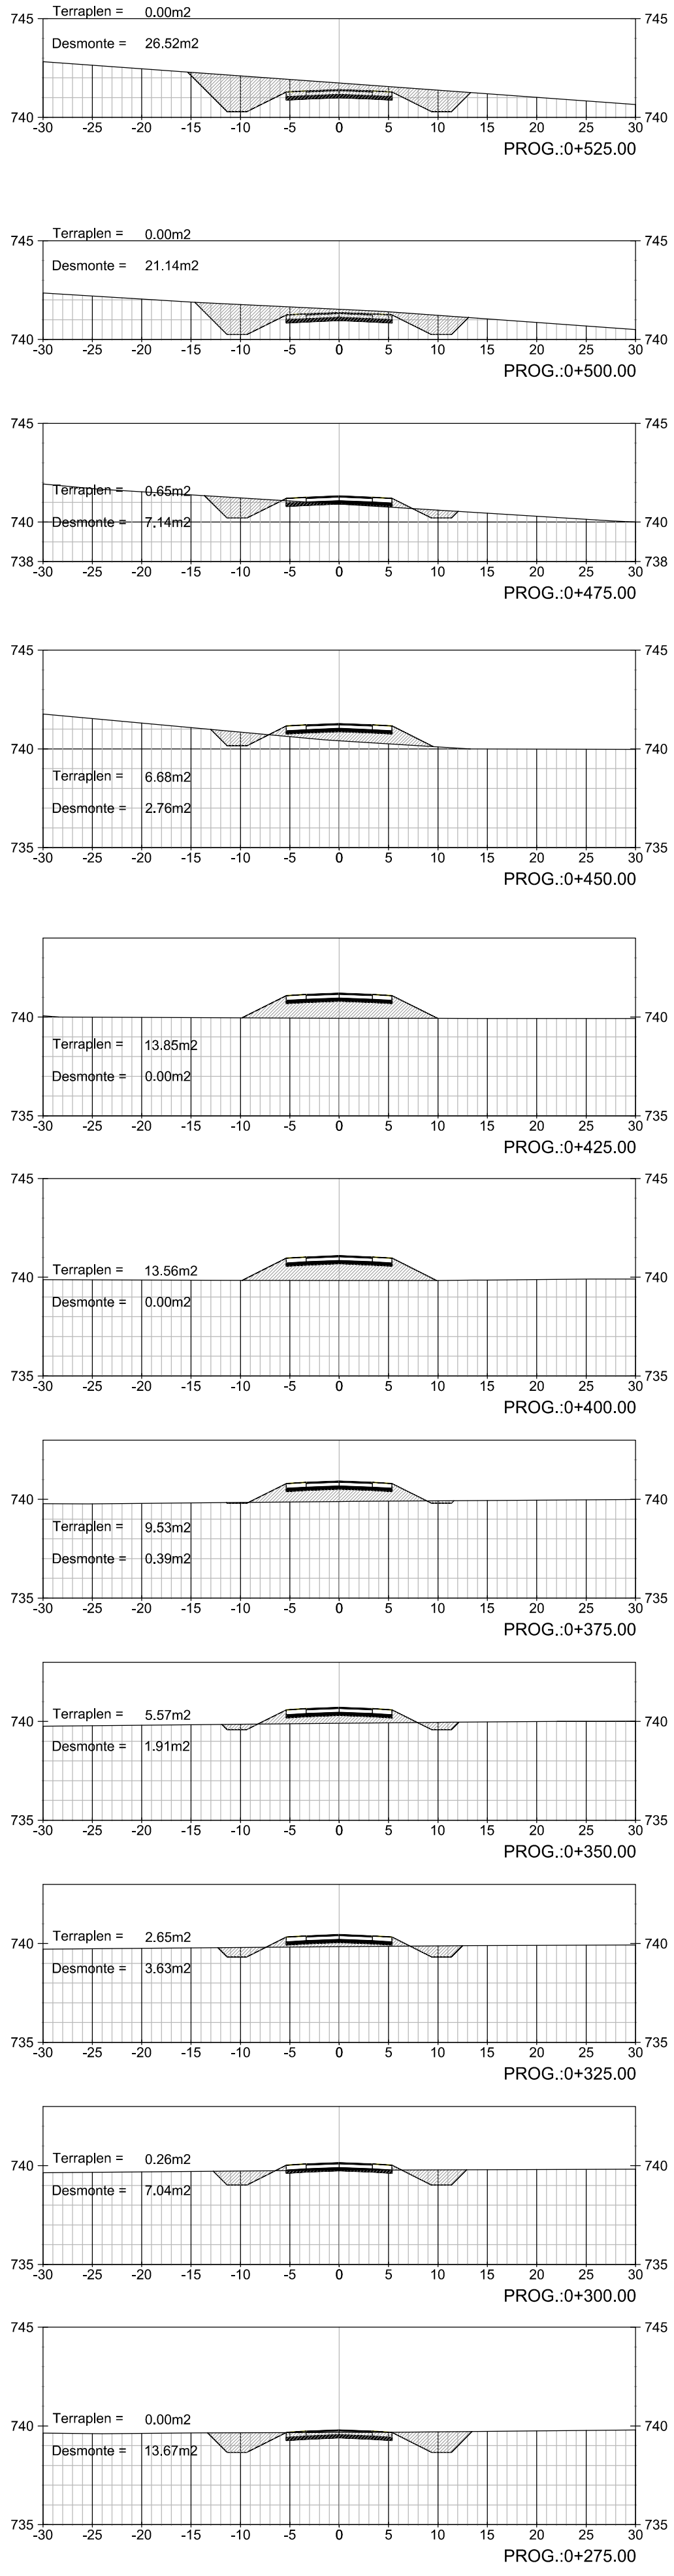 Terraplen = 0.00m2
745 745
Desmonte = 26.52m2
740 740
-30 -25 -20 -15 -10 -5 0 5 10 15 20 25 30
PROG.:0+525.00
Terraplen = 0.00m2
745 745
Desmonte = 21.14m2
740 740
-30 -25 -20 -15 -10 -5 0 5 10 15 20 25 30
PROG.:0+500.00
745 745
Terraplen = 0.65m2
740 Desmonte = 7.14m2 740
738 738
-30 -25 -20 -15 -10 -5 0 5 10 15 20 25 30
PROG.:0+475.00
745 745
740 740
Terraplen = 6.68m2
Desmonte = 2.76m2
735 735
-30 -25 -20 -15 -10 -5 0 5 10 15 20 25 30
PROG.:0+450.00
740 740
Terraplen = 13.85m2
Desmonte = 0.00m2
735 735
-30 -25 -20 -15 -10 -5 0 5 10 15 20 25 30
PROG.:0+425.00
745 745
Terraplen = 13.56m2
740 740
Desmonte = 0.00m2
735 735
-30 -25 -20 -15 -10 -5 0 5 10 15 20 25 30
PROG.:0+400.00
740 740
Terraplen = 9.53m2
Desmonte = 0.39m2
735 735
-30 -25 -20 -15 -10 -5 0 5 10 15 20 25 30
PROG.:0+375.00
Terraplen = 5.57m2
740 740
Desmonte = 1.91m2
735 735
-30 -25 -20 -15 -10 -5 0 5 10 15 20 25 30
PROG.:0+350.00
Terraplen = 2.65m2
740 740
Desmonte = 3.63m2
735 735
-30 -25 -20 -15 -10 -5 0 5 10 15 20 25 30
PROG.:0+325.00
Terraplen = 0.26m2
740 740
Desmonte = 7.04m2
735 735
-30 -25 -20 -15 -10 -5 0 5 10 15 20 25 30
PROG.:0+300.00
745 745
Terraplen = 0.00m2
740 740
Desmonte = 13.67m2
735 735
-30 -25 -20 -15 -10 -5 0 5 10 15 20 25 30
PROG.:0+275.00